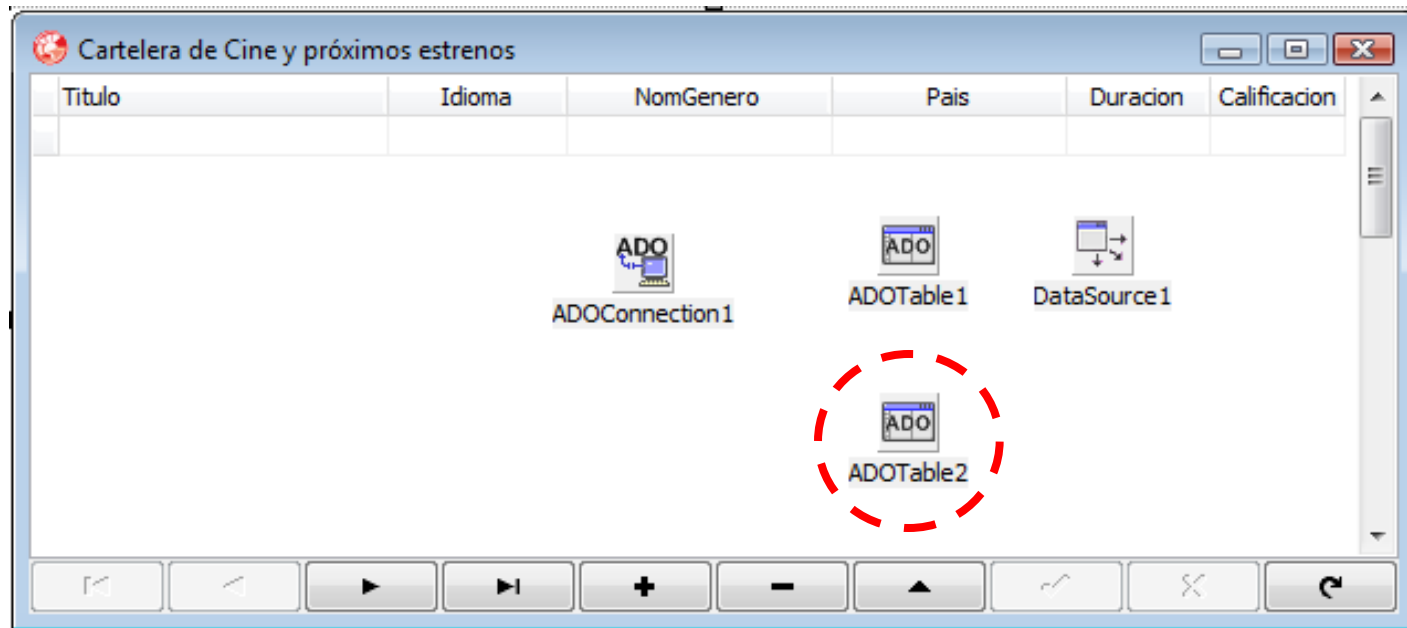 Cartelera de Cine y próximos estrenos
Titulo Idioma NomGenero Pais Duracion Calificacion
ADO
ADOConnection1
ADO
ADOTable1
DataSource1
ADO
ADOTable2